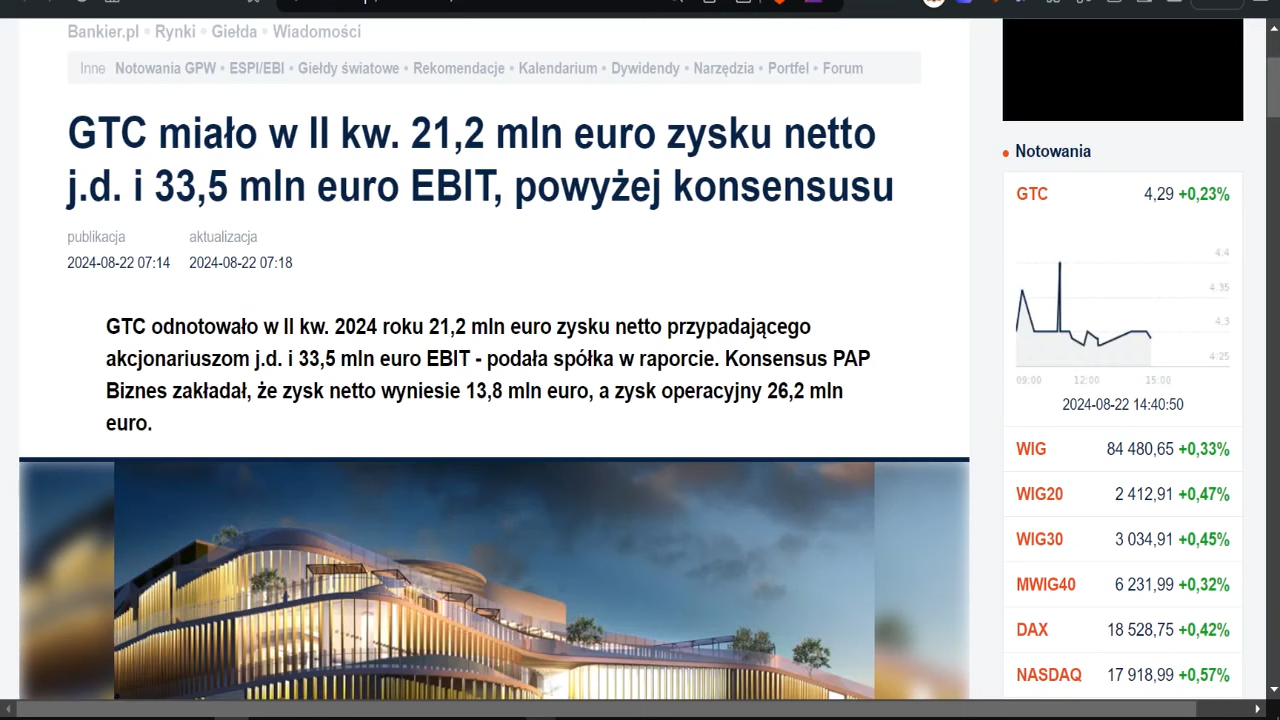 Bankier.pl • Rynki • Giełda • Wiadomości
Inne Notowania GPW • ESPI/EBI • Giełdy światowe • Rekomendacje • Kalendarium • Dywidendy • Narzędzia • Portfel • Forum
GTC miało w II kw. 21,2 mln euro zysku netto
j.d. i 33,5 mln euro EBIT, powyżej konsensusu
publikacja aktualizacja
2024-08-22 07:14 2024-08-22 07:18
GTC odnotowało w II kw. 2024 roku 21,2 mln euro zysku netto przypadającego
akcjonariuszom j.d. i 33,5 mln euro EBIT - podała spółka w raporcie. Konsensus PAP
Biznes zakładał, że zysk netto wyniesie 13,8 mln euro, a zysk operacyjny 26,2 mln
euro.
Notowania
GTC 4,29 +0,23%
4.4
4.35
4.3
4.25
09:00 12:00 15:00
2024-08-22 14:40:50
WIG 84 480,65 +0,33%
WIG20 2 412,91 +0,47%
WIG30 3 034,91 +0,45%
MWIG40 6 231,99 +0,32%
DAX 18 528,75 +0,42%
NASDAQ 17 918,99 +0,57%